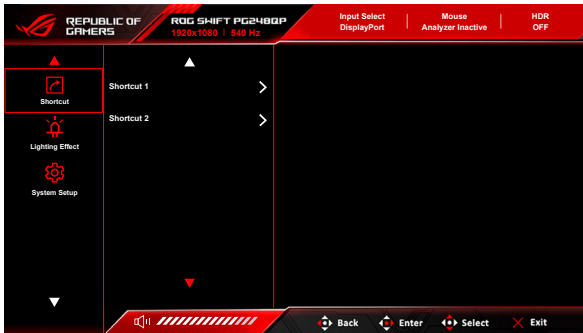 REPUBLIC OF
GAMERS
ROG SWIFT PG248QP
1920x1080 | 540 Hz
Input Select
DisplayPort
Mouse
Analyzer Inactive
HDR
OFF
Shortcut
Lighting Effect
System Setup
Shortcut 1
Shortcut 2
Back
Enter
Select
Exit